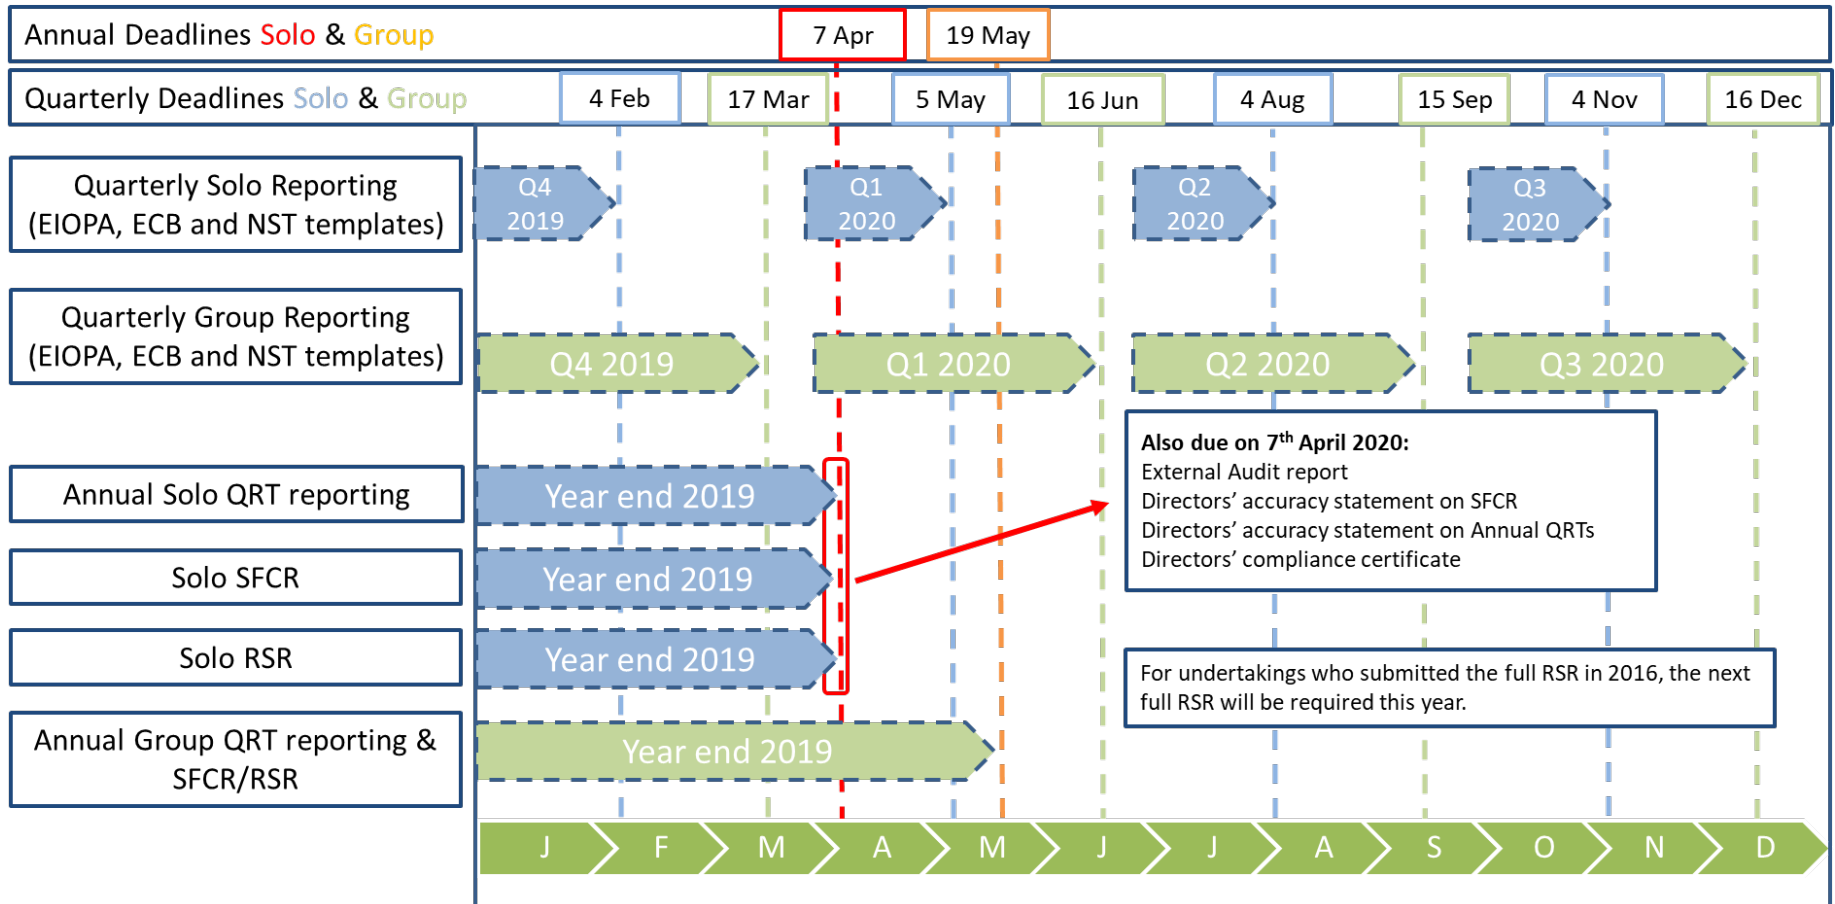 Annual Deadlines Solo & Group
7 Apr
19 May
Quarterly Deadlines Solo & Group
4 Feb
17 Mar
5 May
16 Jun
4 Aug
15 Sep
4 Nov
16 Dec
Quarterly Solo Reporting
(EIOPA, ECB and NST templates)
Q4
2019
Q1
2020
Q2
2020
Q3
2020
Quarterly Group Reporting
(EIOPA, ECB and NST templates)
Q4 2019
Q1 2020
Q2 2020
Q3 2020
Also due on 7th April 2020:
External Audit report
Directors’ accuracy statement on SFCR
Directors’ accuracy statement on Annual QRTs
Directors’ compliance certificate
Annual Solo QRT reporting
Year end 2019
Solo SFCR
Year end 2019
Solo RSR
Year end 2019
For undertakings who submitted the full RSR in 2016, the next
full RSR will be required this year.
Annual Group QRT reporting &
SFCR/RSR
Year end 2019
J
F
M
A
M
J
J
A
S
O
N
D